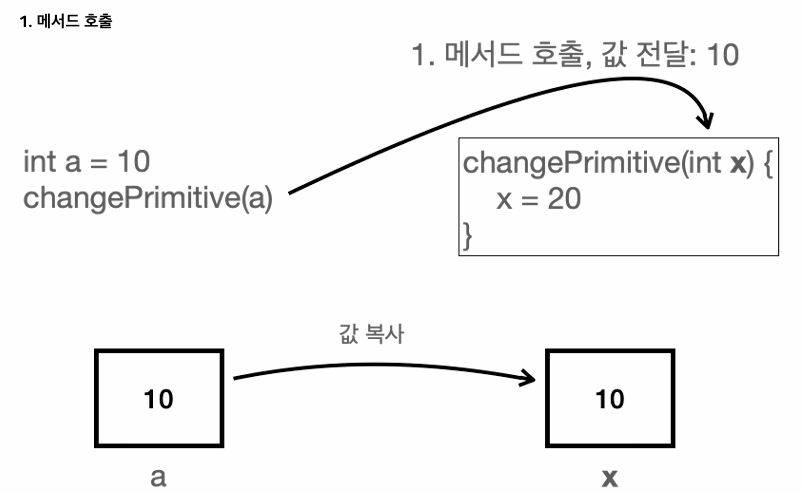 1. 메서드 호출
1. 메서드 호출, 값 전달: 10
int a = 10
changePrimitive(a)
changePrimitive(int x) {
x = 20
}
값 복사
10
10
a
x